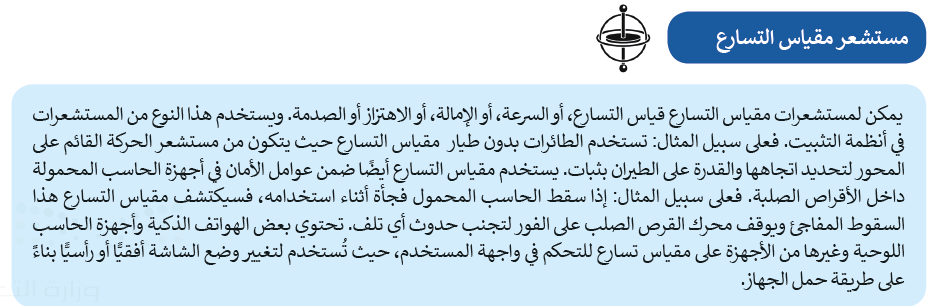 مستشعر مقياس التسارع
يمكن لمستشعرات مقياس التسارع قياس التسارع، أو السرعة، أو الإمالة، أو الاهتزاز أو الصدمة. ويستخدم هذا النوع من المستشعرات
في أنظمة التثبيت. فعلى سبيل المثال: تستخدم الطائرات بدون طيار مقياس التسارع حيث يتكون من مستشعر الحركة القائم على
المحور لتحديد اتجاهها والقدرة على الطيران بثبات. يستخدم مقياس التسارع أيضًا ضمن عوامل الأمان في أجهزة الحاسب المحمولة
داخل الأقراص الصلبة. فعلى سبيل المثال: إذا سقط الحاسب المحمول فجأة أثناء استخدامه، فسيكتشف مقياس التسارع هذا
السقوط المفاجئ ويوقف محرك القرص الصلب على الفور لتجنب حدوث أي تلف. تحتوي بعض الهواتف الذكية وأجهزة الحاسب
اللوحية وغيرها من الأجهزة على مقياس تسارع للتحكم في واجهة المستخدم، حيث تُستخدم لتغيير وضع الشاشة أفقيًّا أو رأسيًّا بناءً
على طريقة حمل الجهاز.